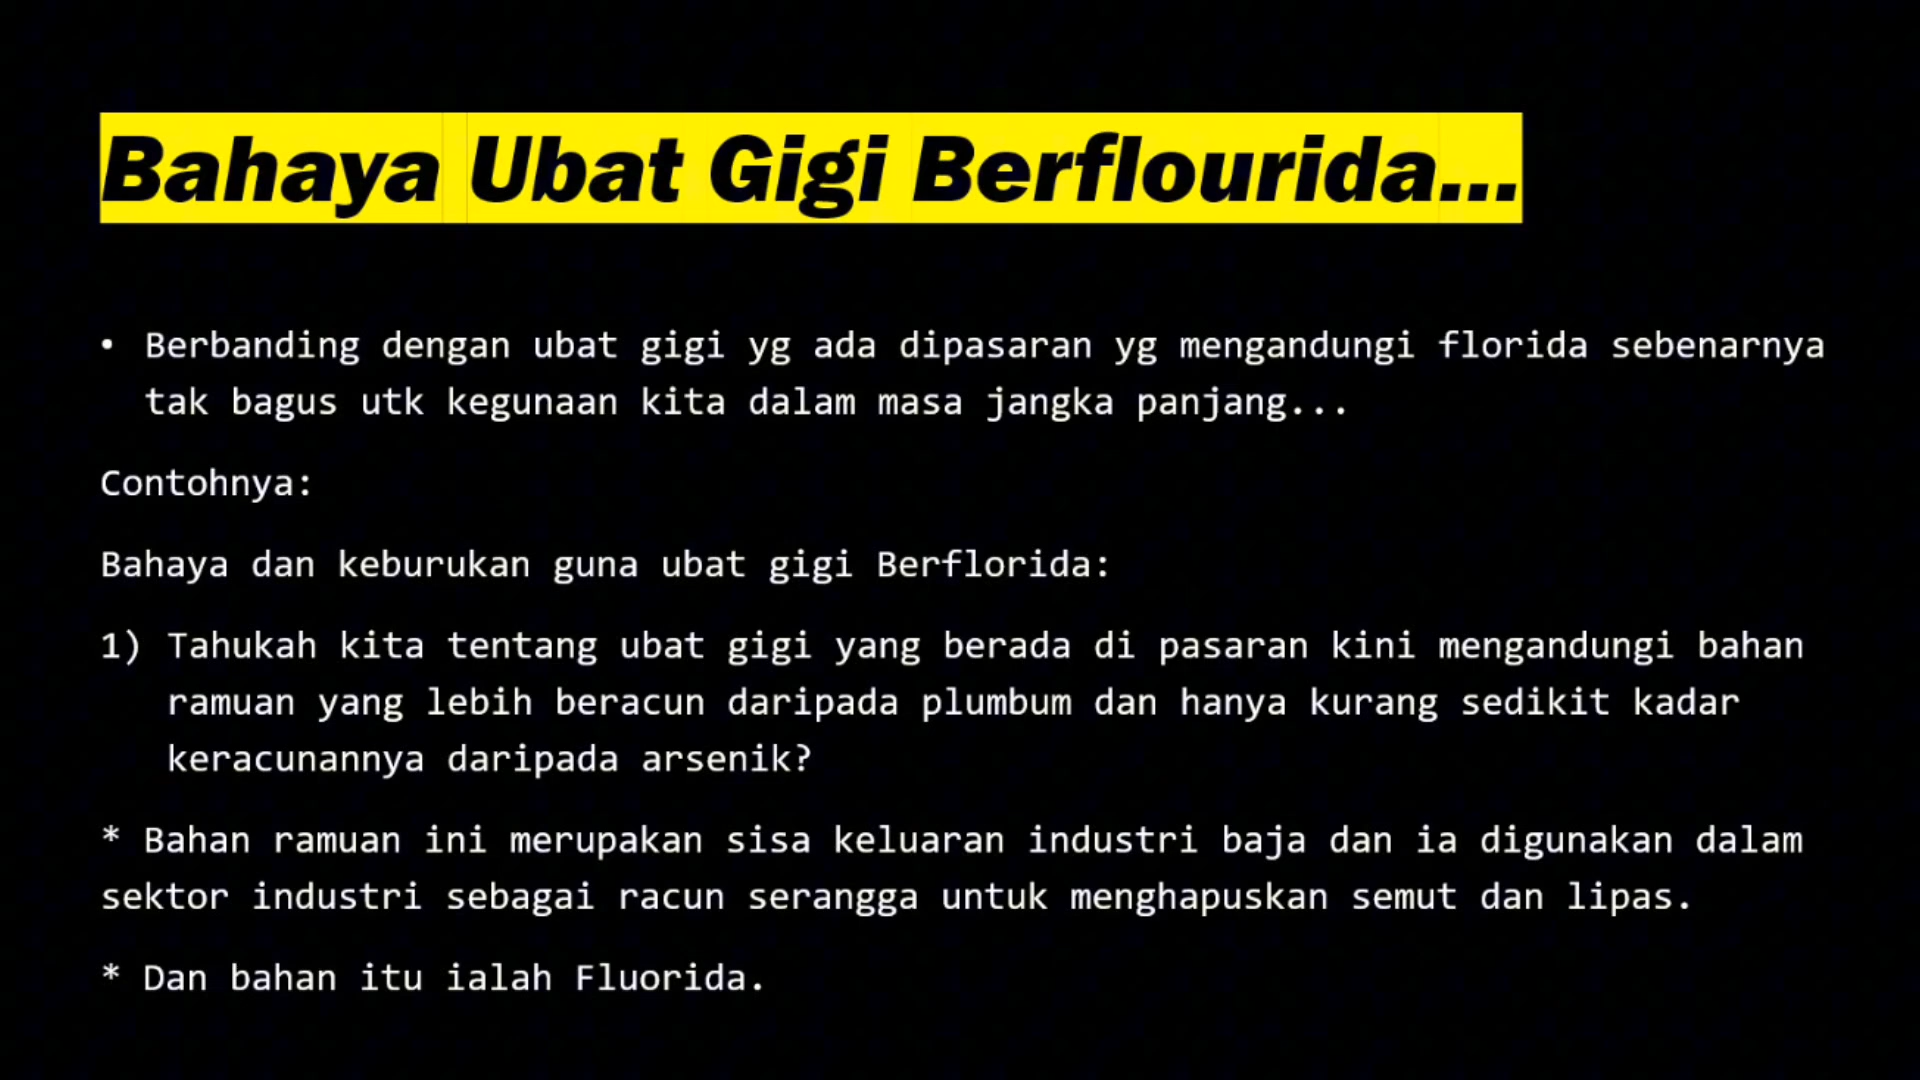 Bahaya Ubat Gigi Berflourida...
• Berbanding dengan ubat gigi yg ada dipasaran yg mengandungi florida sebenarnya
tak bagus utk kegunaan kita dalam masa jangka panjang...
Contohnya:
Bahaya dan keburukan guna ubat gigi Berflorida:
1) Tahukah kita tentang ubat gigi yang berada di pasaran kini mengandungi bahan
ramuan yang lebih beracun daripada plumbum dan hanya kurang sedikit kadar
keracunannya daripada arsenik?
* Bahan ramuan ini merupakan sisa keluaran industri baja dan ia digunakan dalam
sektor industri sebagai racun serangga untuk menghapuskan semut dan lipas.
* Dan bahan itu ialah Fluorida.